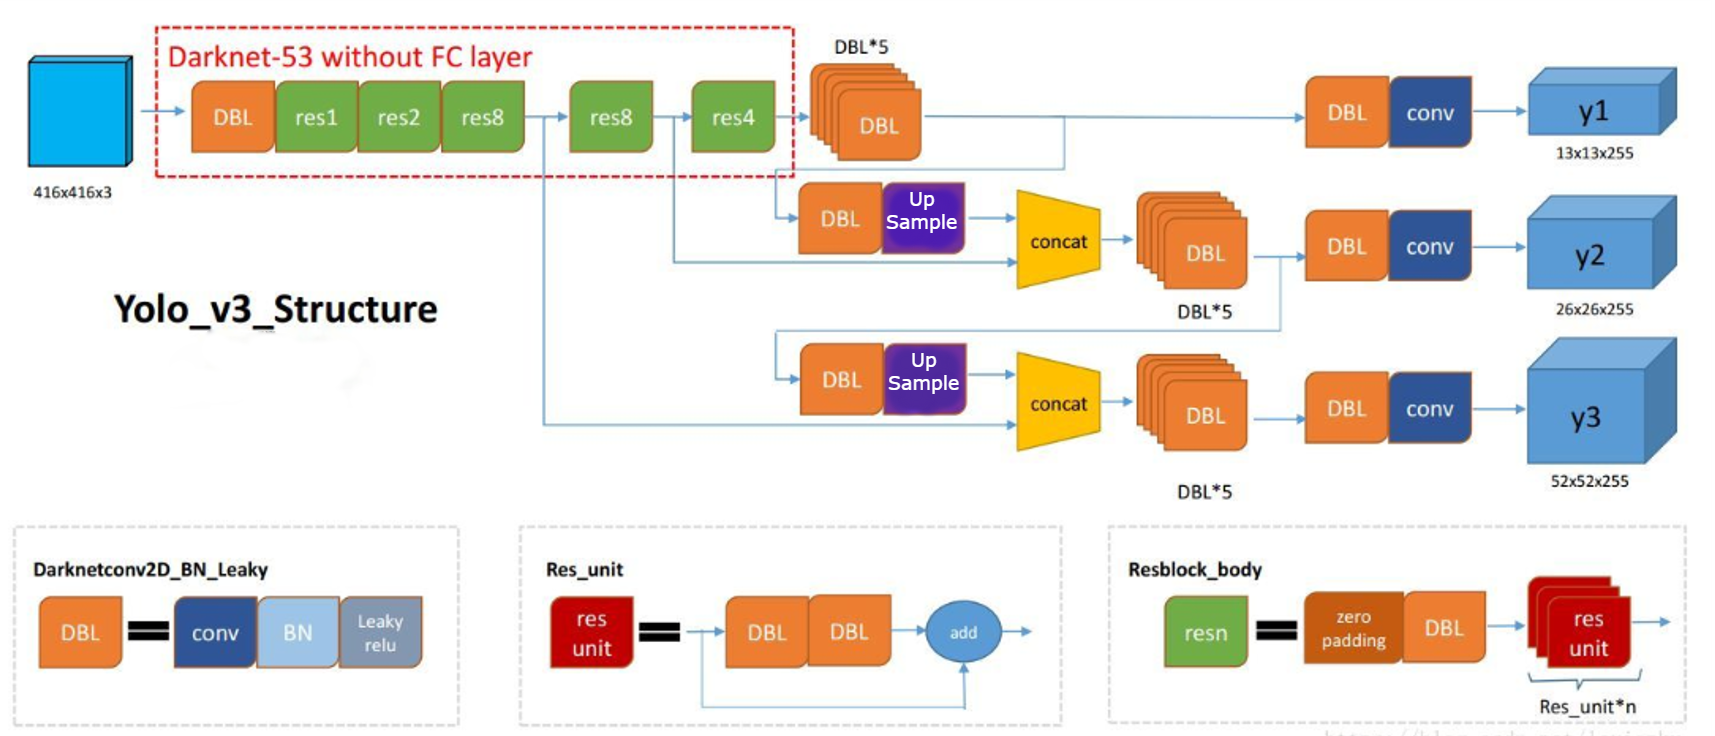 DBL*5
Darknet-53 without FC layer
DBL
res1
res2
res8
res8
res4
DBL
DBL
conv
y1
13x13x255
416x416x3
DBL
Up
Sample
concat
DBL
DBL
conv
y2
26x26x255
DBL*5
Yolo_v3_Structure
DBL
Up
Sample
concat
DBL
DBL
conv
y3
52x52x255
DBL*5
Darknetconv2D_BN_Leaky
DBL
conv
BN
Leaky
relu
Res_unit
res
unit
DBL
DBL
add
Resblock_body
resn
zero
padding
DBL
res
unit
Res_unit*n